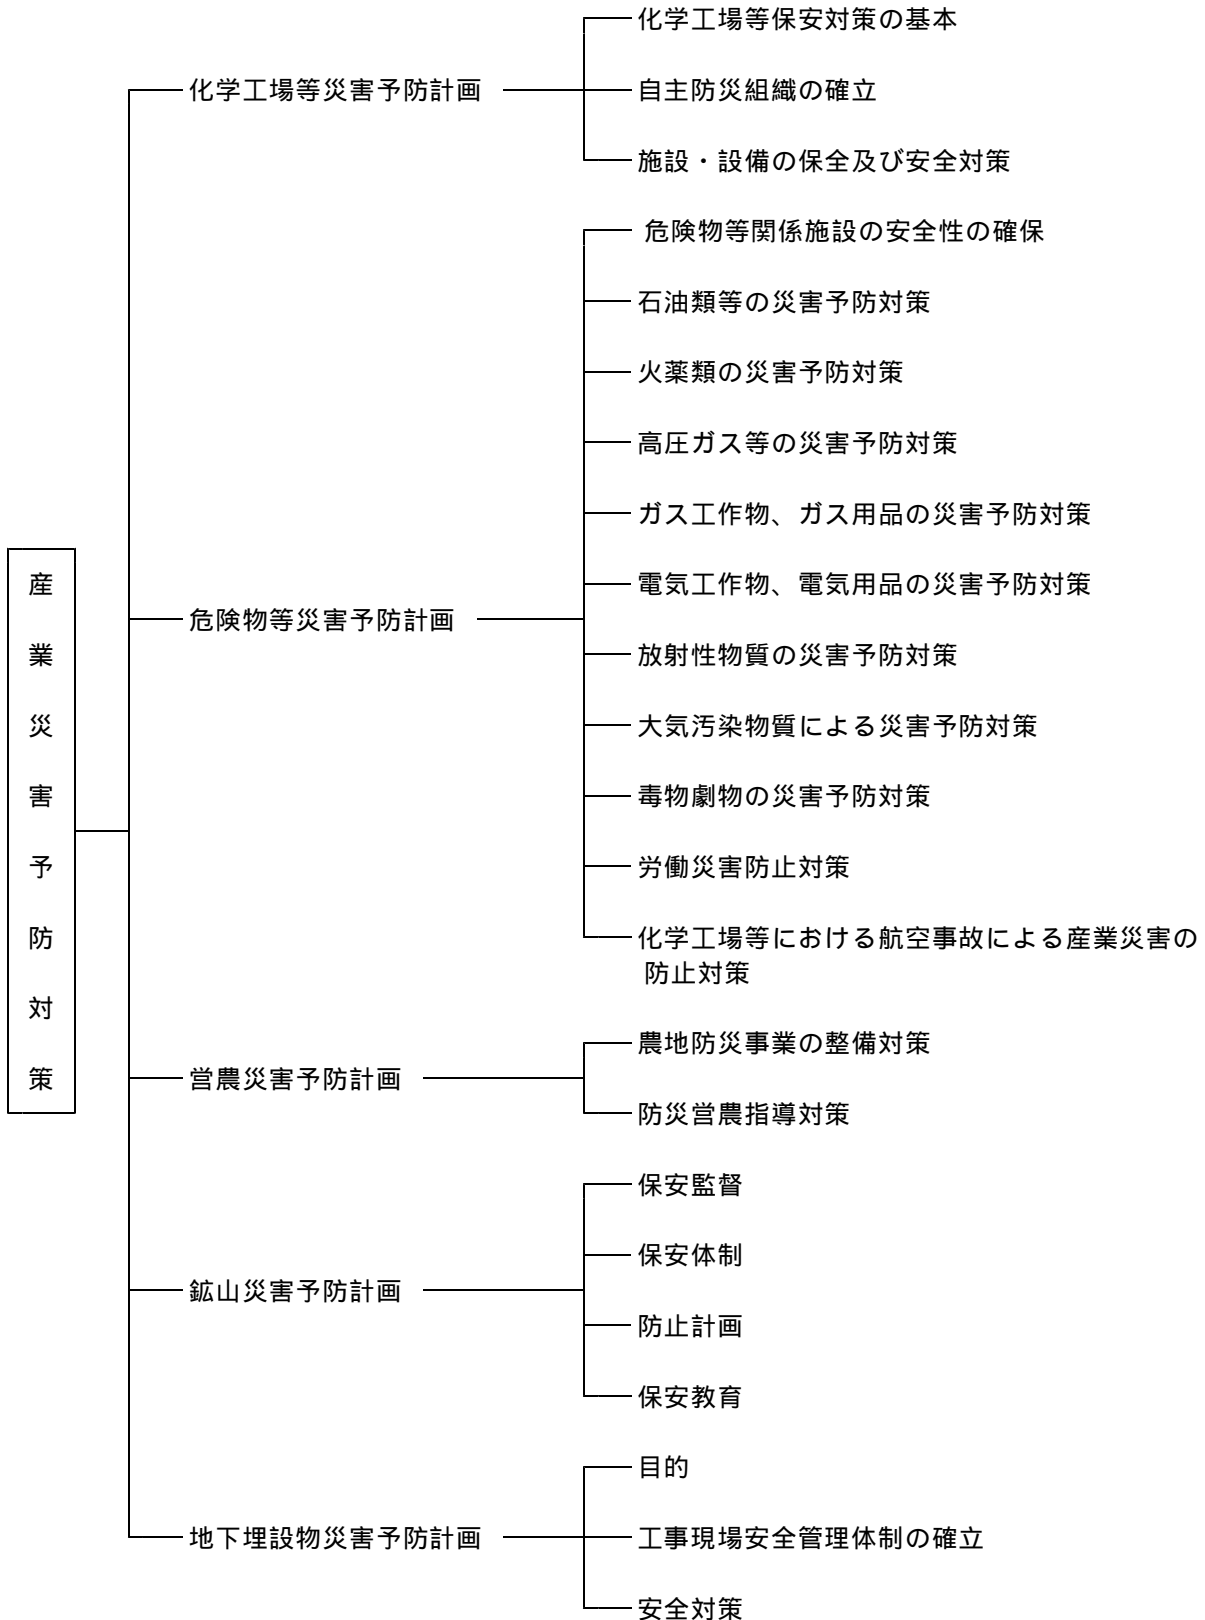 産業災害予防対策
化学工場等災害予防計画
化学工場等保安対策の基本
自主防災組織の確立
施設・設備の保全及び安全対策
危険物等災害予防計画
危険物等関係施設の安全性の確保
石油類等の災害予防対策
火薬類の災害予防対策
高圧ガス等の災害予防対策
ガス工作物、ガス用品の災害予防対策
電気工作物、電気用品の災害予防対策
放射性物質の災害予防対策
大気汚染物質による災害予防対策
毒物劇物の災害予防対策
労働災害防止対策
化学工場等における航空事故による産業災害の
防止対策
営農災害予防計画
農地防災事業の整備対策
防災営農指導対策
鉱山災害予防計画
保安監督
保安体制
防止計画
保安教育
地下埋設物災害予防計画
目的
工事現場安全管理体制の確立
安全対策